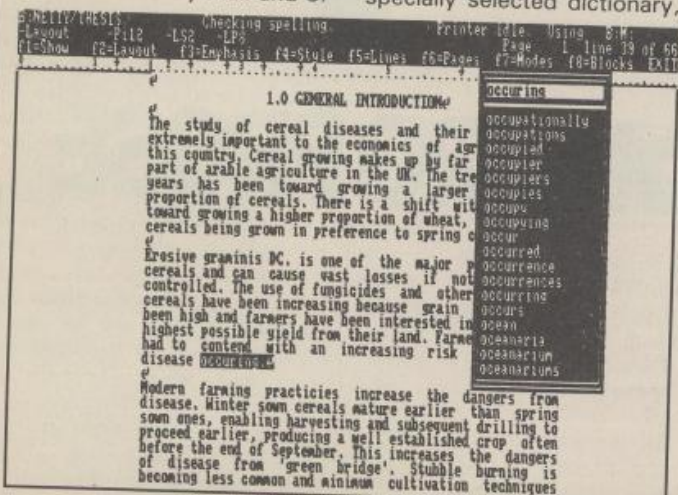 specially selected dictionary.
B:NELLY/THESIS. Checking spelling. Printer Idle. Using B:M:
-Layout -Pi12 -LS2 -LP6 Page 1 line 39 of 66
f1=Show f2=Layout f3=Emphasis f4=Style f5=Lines f6=Pages f7=Modes f8=Blocks EXIT
occuring
1.0 GENERAL INTRODUCTION
The study of cereal diseases and their
extremely important to the economics of agr
this country. Cereal growing makes up by far
part of arable agriculture in the UK. The tre
years has been toward growing a larger
proportion of cereals. There is a shift wit
toward growing a higher proportion of wheat,
cereals being grown in preference to spring c
Erosive graminis DC. is one of the major p
cereals and can cause vast losses if not
controlled. The use of fungicides and other
cereals have been increasing because grain
been high and farmers have been interested in
highest possible yield from their land. Farme
had to contend with an increasing risk
disease occuring.
occupationally
occupations
occupied
occupier
occupiers
occupies
occupy
occupying
occur
occurred
occurrence
occurrences
occurring
occurs
ocean
oceanaria
oceanarium
oceanariums
Modern farming practicies increase the dangers from
disease. Winter sown cereals mature earlier than spring
sown ones, enabling harvesting and subsequent drilling to
proceed earlier, producing a well established crop often
before the end of September. This increases the dangers
of disease from 'green bridge'. Stubble burning is
becoming less common and minimum cultivation techniques